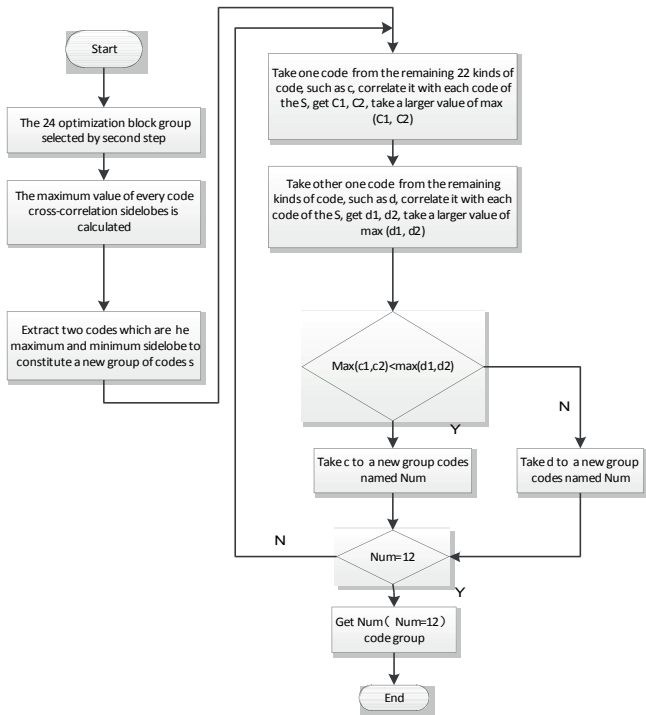 Start
The 24 optimization block group
selected by second step
The maximum value of every code
cross-correlation sidelobes is
calculated
Extract two codes which are he
maximum and minimum sidelobe to
constitute a new group of codes s
Take one code from the remaining 22 kinds of
code, such as c, correlate it with each code of
the S, get C1, C2, take a larger value of max
(C1, C2)
Take other one code from the remaining
kinds of code, such as d, correlate it with each
code of the S, get d1, d2, take a larger value of
max (d1, d2)
Max(c1,c2)<max(d1,d2)
N
Y
Take c to a new group codes
named Num
Take d to a new group
codes named Num
N
Num=12
Y
Get Num( Num=12)
code group
End